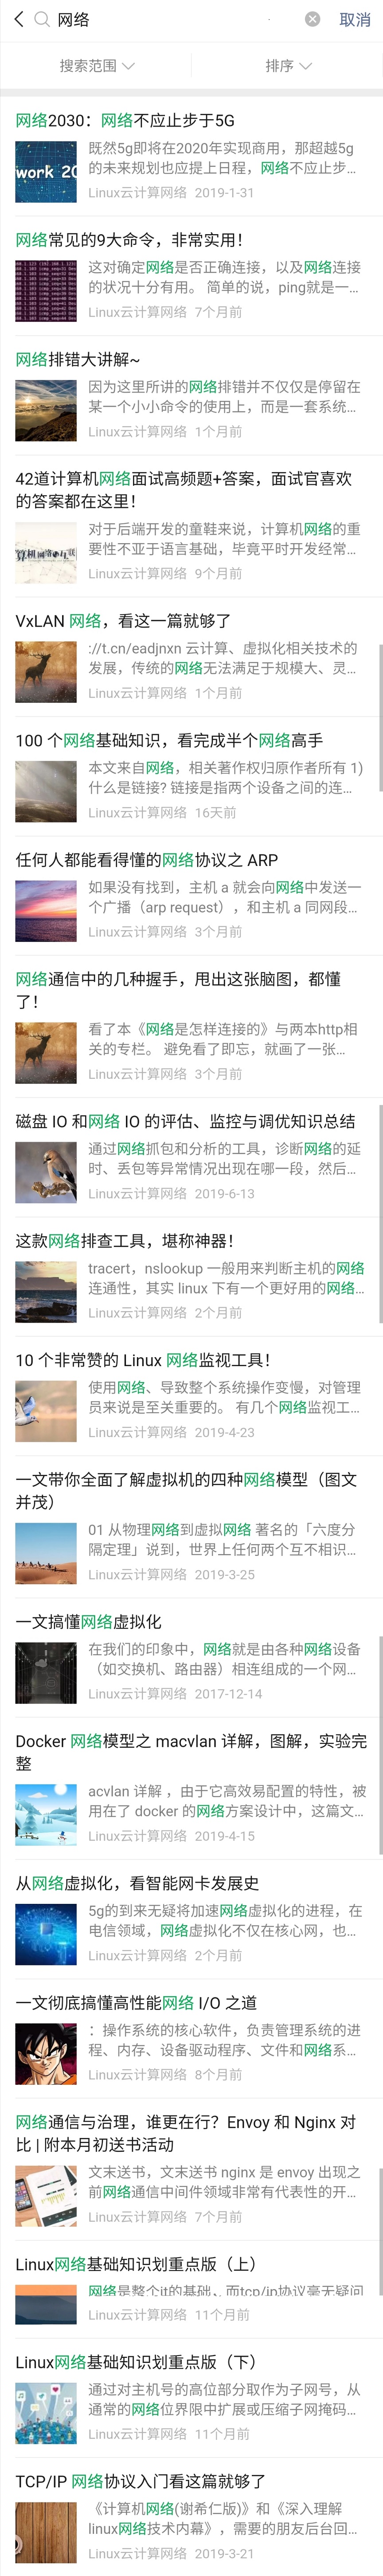 网络
取消
搜索范围
排序
网络2030：网络不应止步于5G
work 20
既然5g即将在2020年实现商用，那超越5g
的未来规划也应提上日程，网络不应止步...
Linux云计算网络 2019-1-31
网络常见的9大命令，非常实用！
这对确定网络是否正确连接，以及网络连接
的状况十分有用。 简单的说，ping就是一...
Linux云计算网络 7个月前
网络排错大讲解~
因为这里所讲的网络排错并不仅仅是停留在
某一个小小命令的使用上，而是一套系统...
Linux云计算网络 1个月前
42道计算机网络面试高频题+答案，面试官喜欢
的答案都在这里！
对于后端开发的童鞋来说，计算机网络的重
要性不亚于语言基础，毕竟平时开发经常...
Linux云计算网络 9个月前
VxLAN 网络，看这一篇就够了
://t.cn/eadjnxn 云计算、虚拟化相关技术的
发展，传统的网络无法满足于规模大、灵...
Linux云计算网络 1个月前
100 个网络基础知识，看完成半个网络高手
本文来自网络，相关著作权归原作者所有 1)
什么是链接? 链接是指两个设备之间的连...
Linux云计算网络 16天前
任何人都能看得懂的网络协议之 ARP
如果没有找到，主机 a 就会向网络中发送一
个广播（arp request），和主机 a 同网段...
Linux云计算网络 3个月前
网络通信中的几种握手，甩出这张脑图，都懂
了！
看了本《网络是怎样连接的》与两本http相
关的专栏。 避免看了即忘，就画了一张...
Linux云计算网络 3个月前
磁盘 IO 和网络 IO 的评估、监控与调优知识总结
通过网络抓包和分析的工具，诊断网络的延
时、丢包等异常情况出现在哪一段，然后...
Linux云计算网络 2019-6-13
这款网络排查工具，堪称神器！
tracert，nslookup 一般用来判断主机的网络
连通性，其实 linux 下有一个更好用的网络...
Linux云计算网络 2个月前
10 个非常赞的 Linux 网络监视工具！
使用网络、导致整个系统操作变慢，对管理
员来说是至关重要的。 有几个网络监视工...
Linux云计算网络 2019-4-23
一文带你全面了解虚拟机的四种网络模型（图文
并茂）
01 从物理网络到虚拟网络 著名的「六度分
隔定理」说到，世界上任何两个互不相识...
Linux云计算网络 2019-3-25
一文搞懂网络虚拟化
在我们的印象中，网络就是由各种网络设备
（如交换机、路由器）相连组成的一个网...
Linux云计算网络 2017-12-14
Docker 网络模型之 macvlan 详解，图解，实验完
整
acvlan 详解 ，由于它高效易配置的特性，被
用在了 docker 的网络方案设计中，这篇文...
Linux云计算网络 2019-4-15
从网络虚拟化，看智能网卡发展史
5g的到来无疑将加速网络虚拟化的进程，在
电信领域，网络虚拟化不仅在核心网，也...
Linux云计算网络 2个月前
一文彻底搞懂高性能网络 I/O 之道
：操作系统的核心软件，负责管理系统的进
程、内存、设备驱动程序、文件和网络系...
Linux云计算网络 8个月前
网络通信与治理，谁更在行？Envoy 和 Nginx 对
比 | 附本月初送书活动
文末送书，文末送书 nginx 是 envoy 出现之
前网络通信中间件领域非常有代表性的开...
Linux云计算网络 7个月前
Linux网络基础知识划重点版（上）
网络是整个it的基础，而tcp/ip协议毫无疑问
Linux云计算网络 11个月前
Linux网络基础知识划重点版（下）
通过对主机号的高位部分取作为子网号，从
通常的网络位界限中扩展或压缩子网掩码...
Linux云计算网络 11个月前
TCP/IP 网络协议入门看这篇就够了
《计算机网络(谢希仁版)》和《深入理解
linux网络技术内幕》，需要的朋友后台回...
Linux云计算网络 2019-3-21